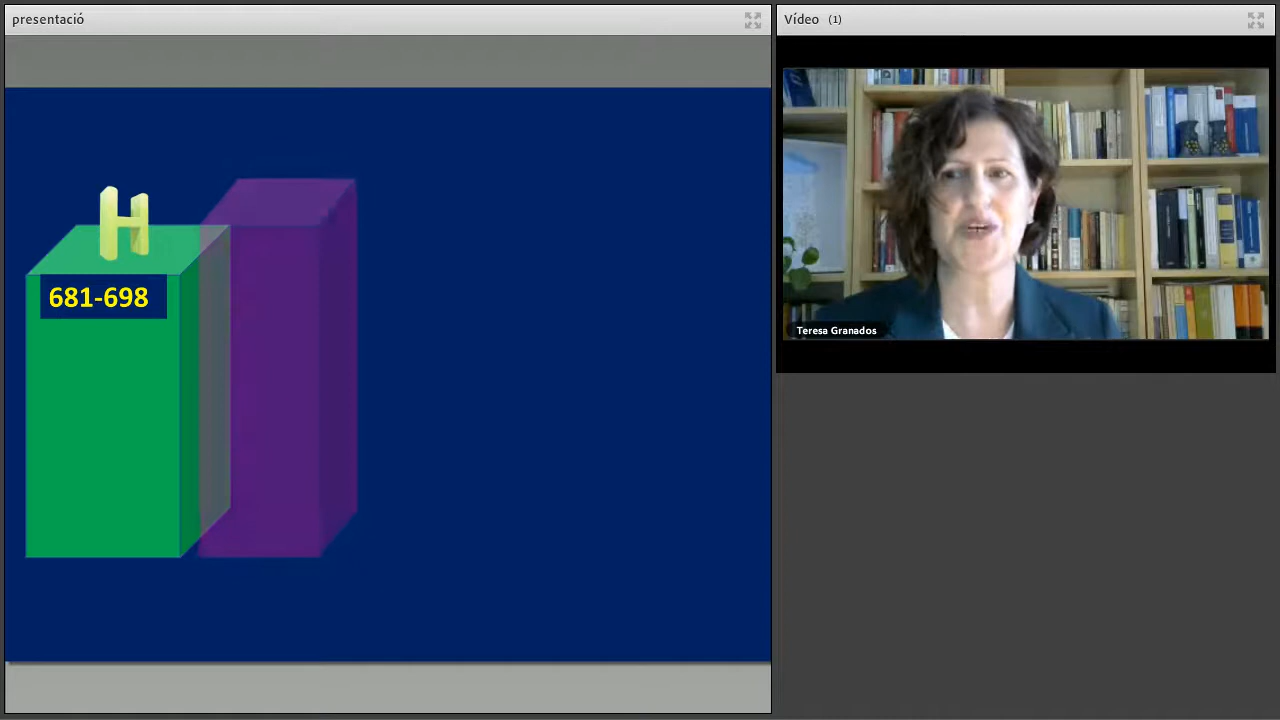 presentació
Vídeo (1)
H
681-698
Teresa Granados